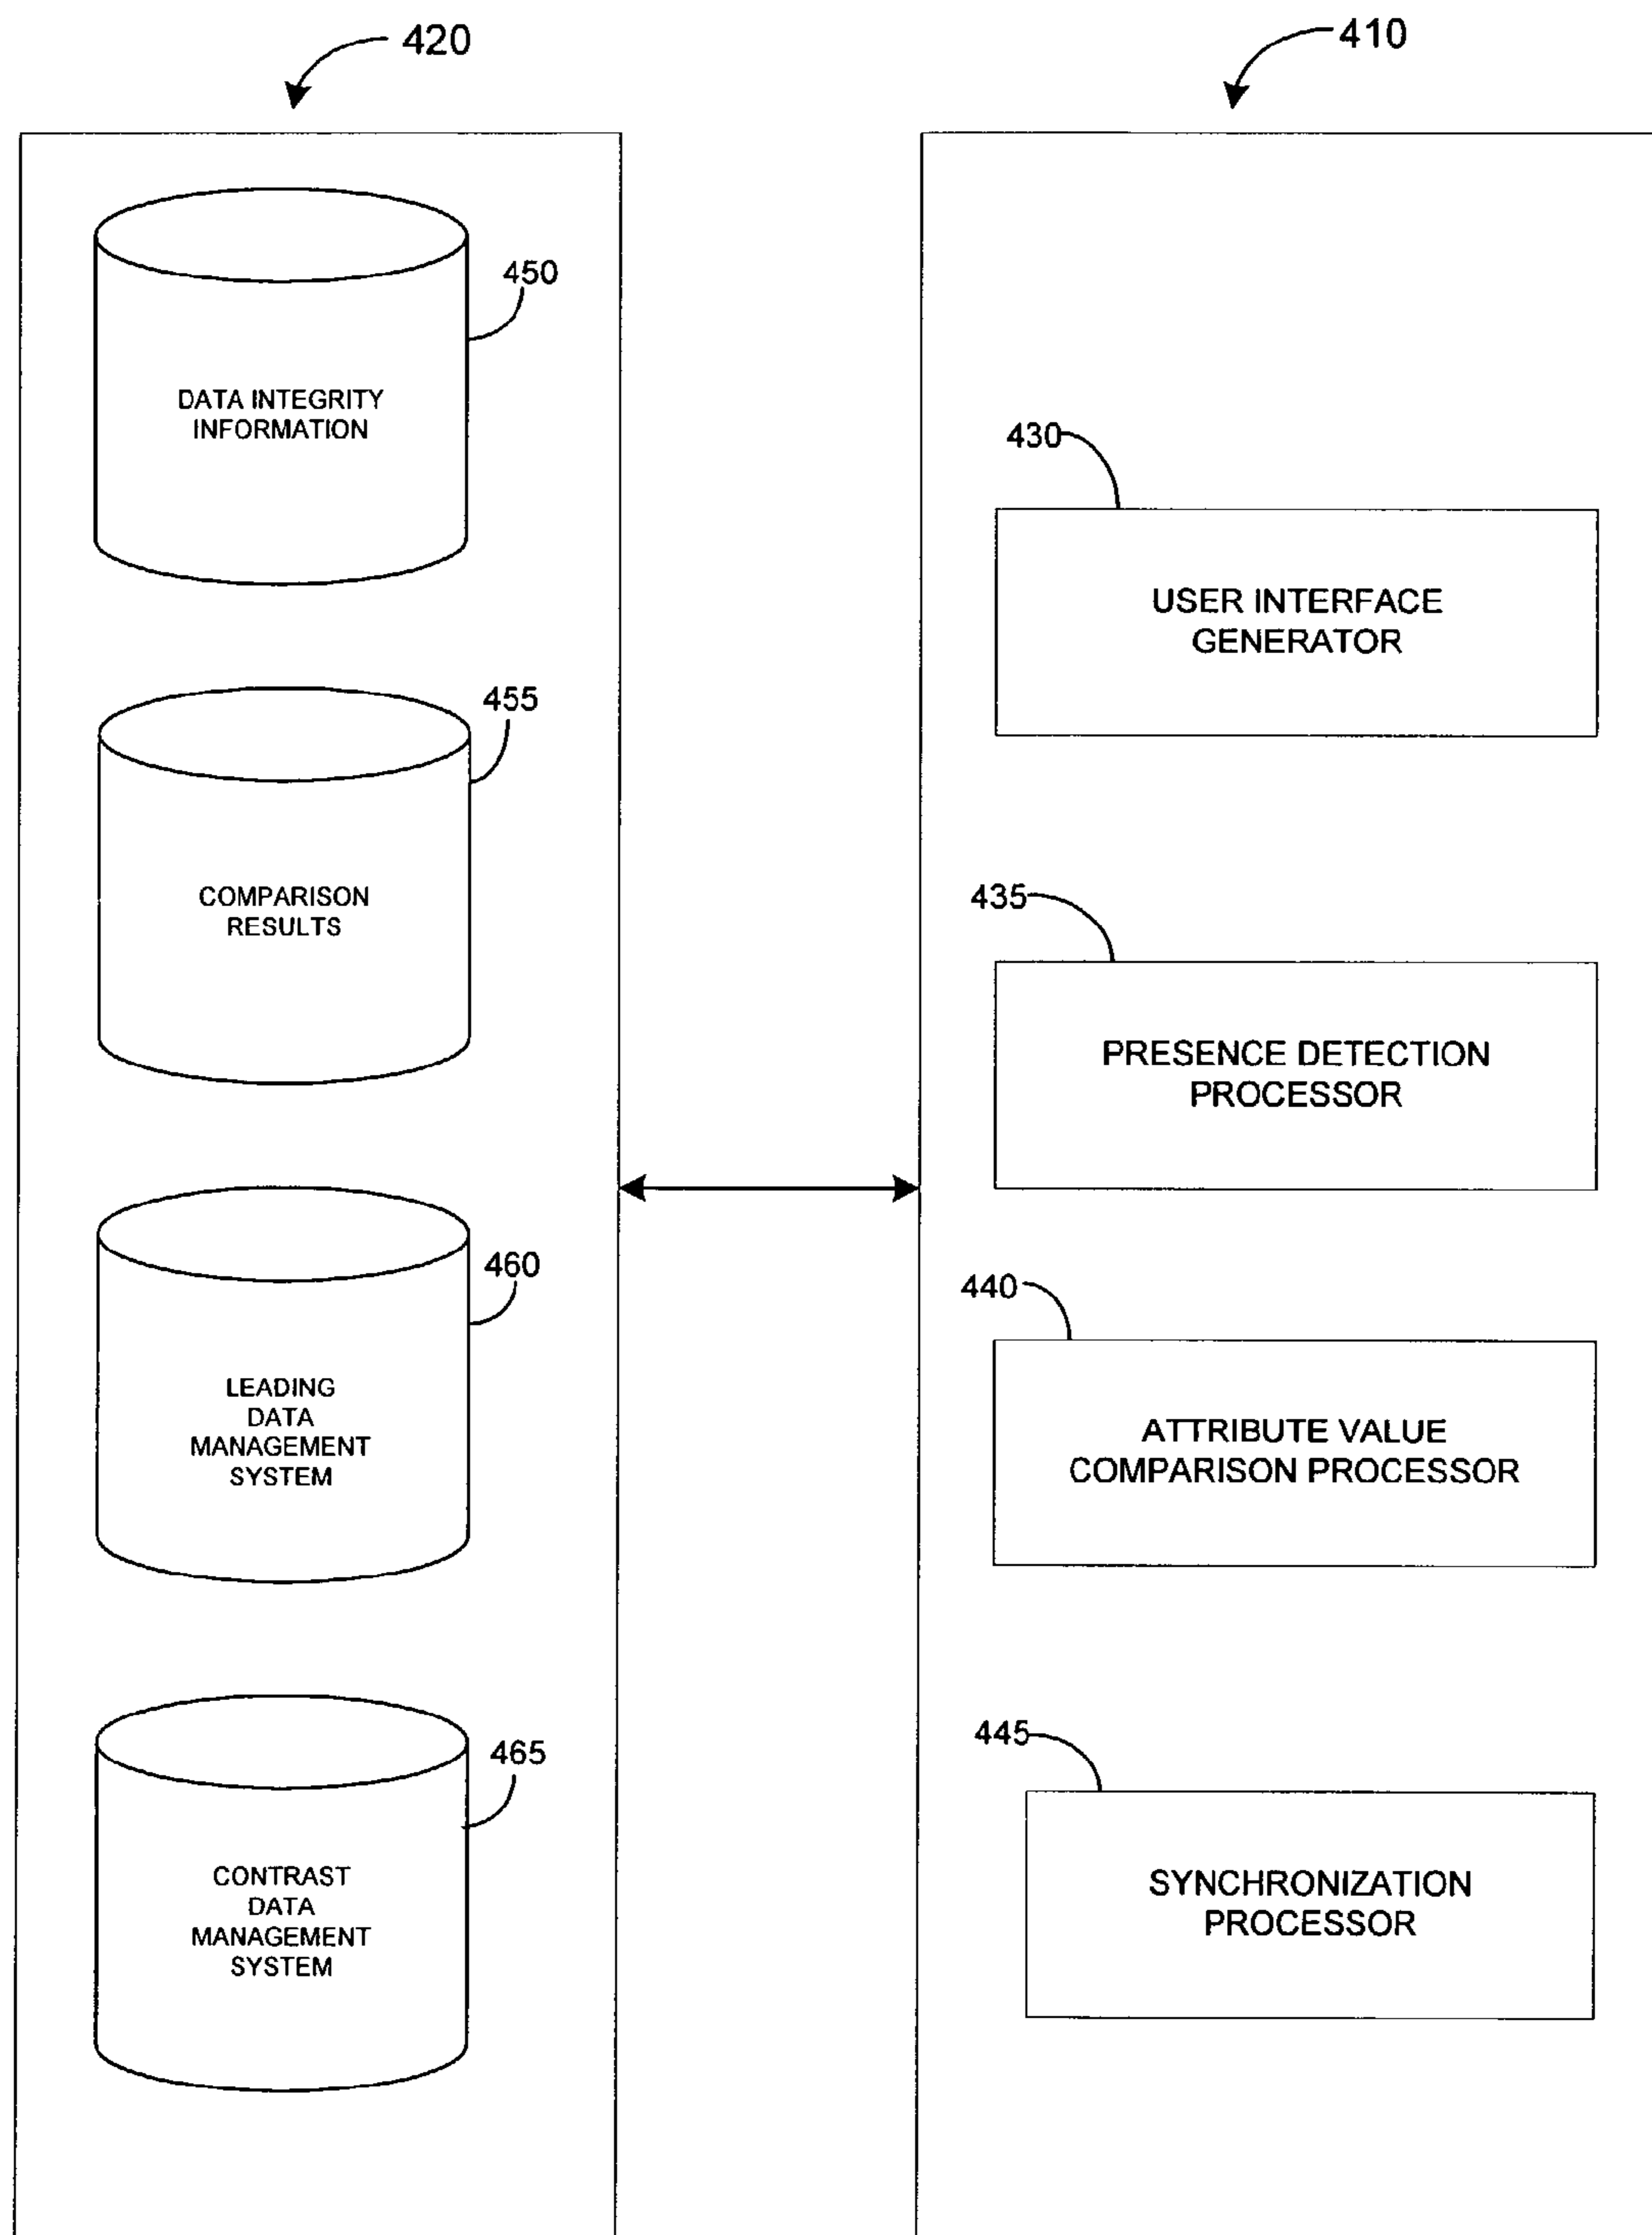 420
450
DATA INTEGRITY
INFORMATION
455
COMPARISON
RESULTS
460
LEADING
DATA
MANAGEMENT
SYSTEM
465
CONTRAST
DATA
MANAGEMENT
SYSTEM
410
430
USER INTERFACE
GENERATOR
435
PRESENCE DETECTION
PROCESSOR
440
ATTRIBUTE VALUE
COMPARISON PROCESSOR
445
SYNCHRONIZATION
PROCESSOR